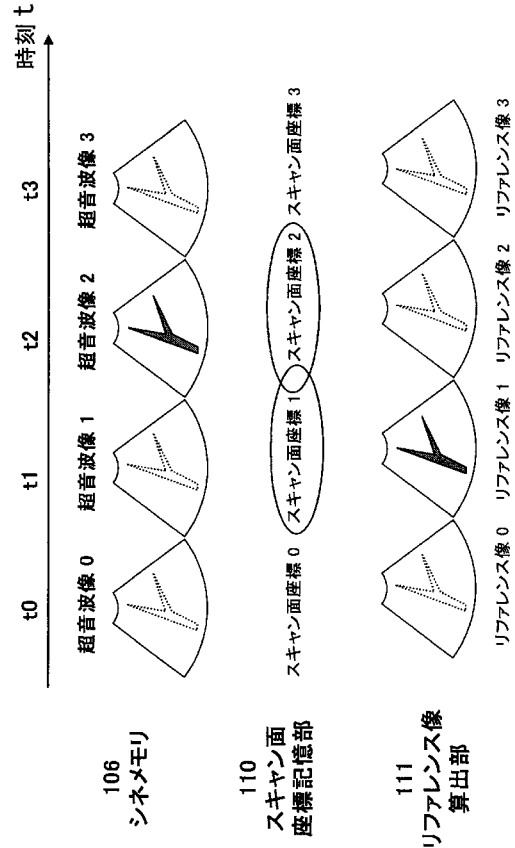 時刻 t
t0
t1
t2
t3
106
シネメモリ
超音波像 0
超音波像 1
超音波像 2
超音波像 3
110
スキャン面
座標記憶部
スキャン面座標 0
スキャン面座標 1
スキャン面座標 2
スキャン面座標 3
111
リファレンス像
算出部
リファレンス像 0
リファレンス像 1
リファレンス像 2
リファレンス像 3